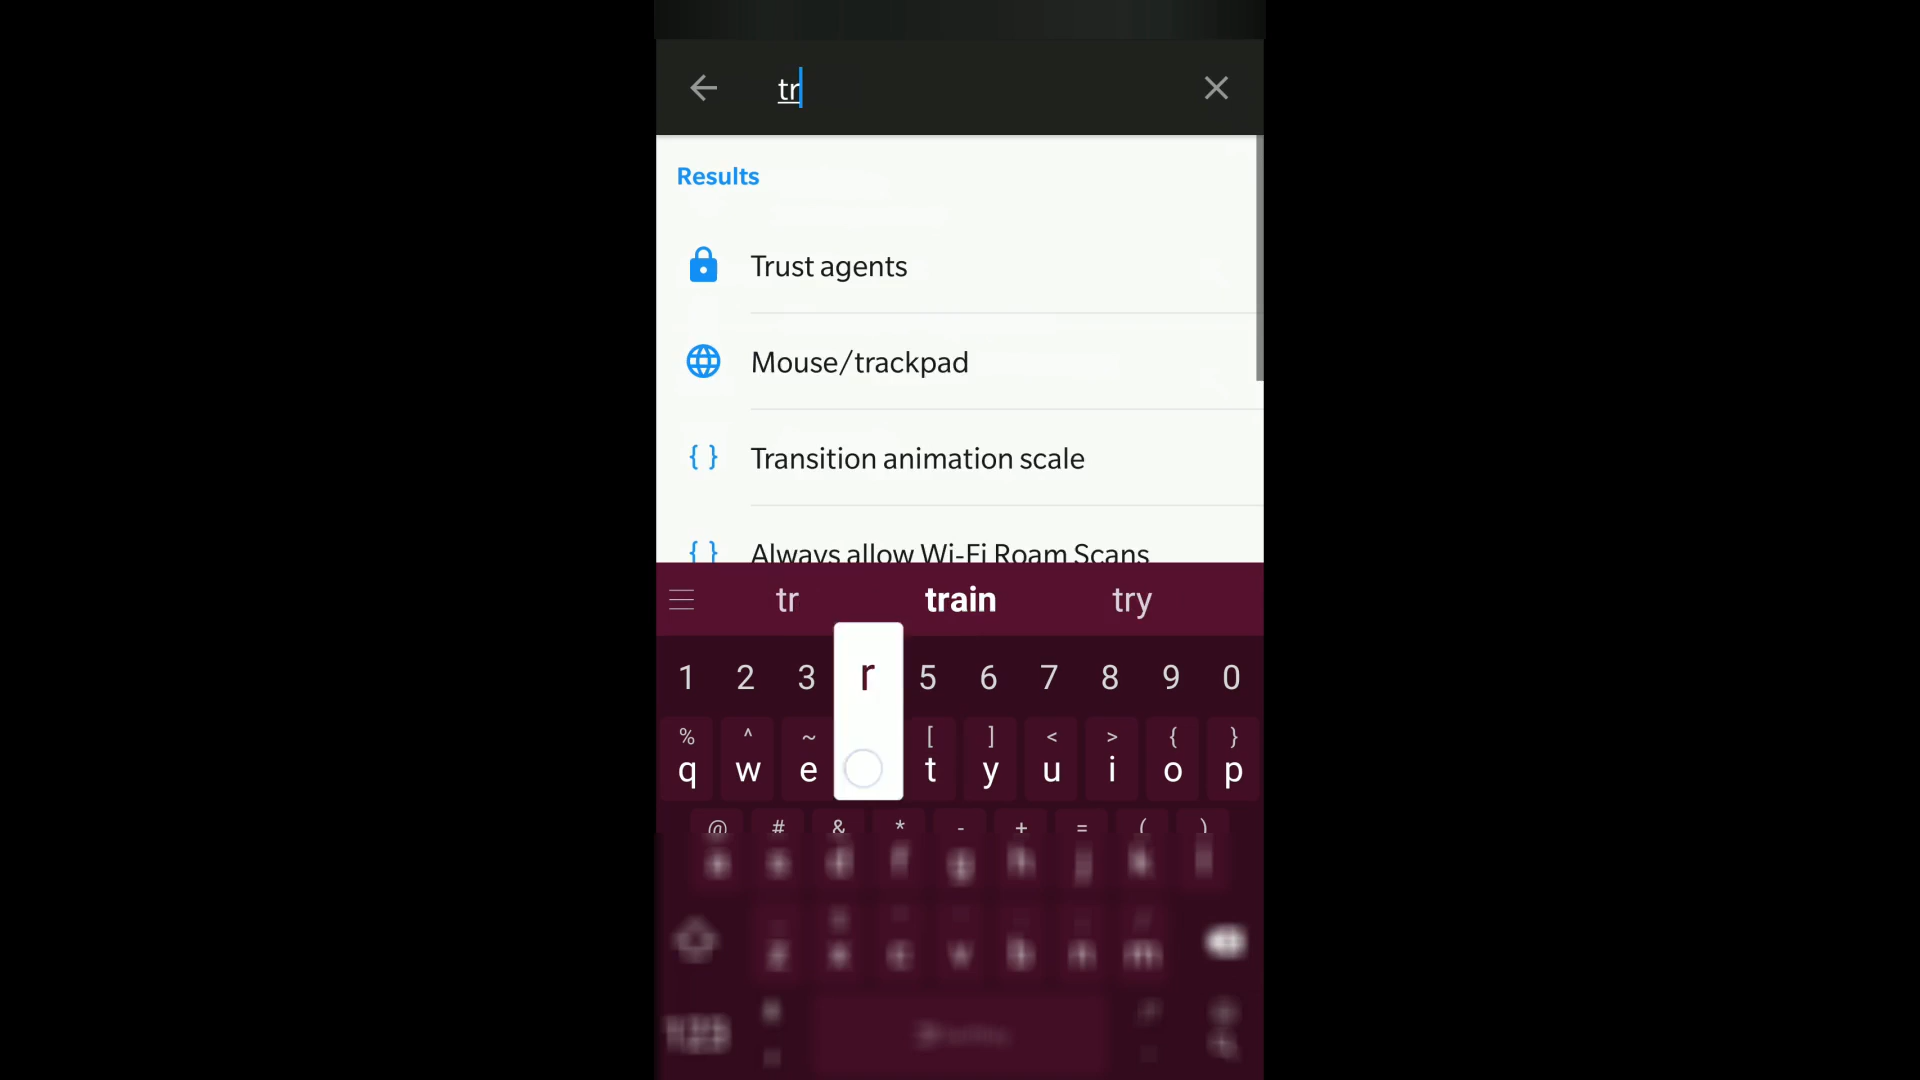 tr
Results
Trust agents
Mouse/trackpad
{ } Transition animation scale
{ } Always allow Wi-Fi Roam Scans
tr train try
1 2 3 r 5 6 7 8 9 0
% ^ ~ [ ] < > { }
q w e t y u i o p
@ # & * - + = ( )